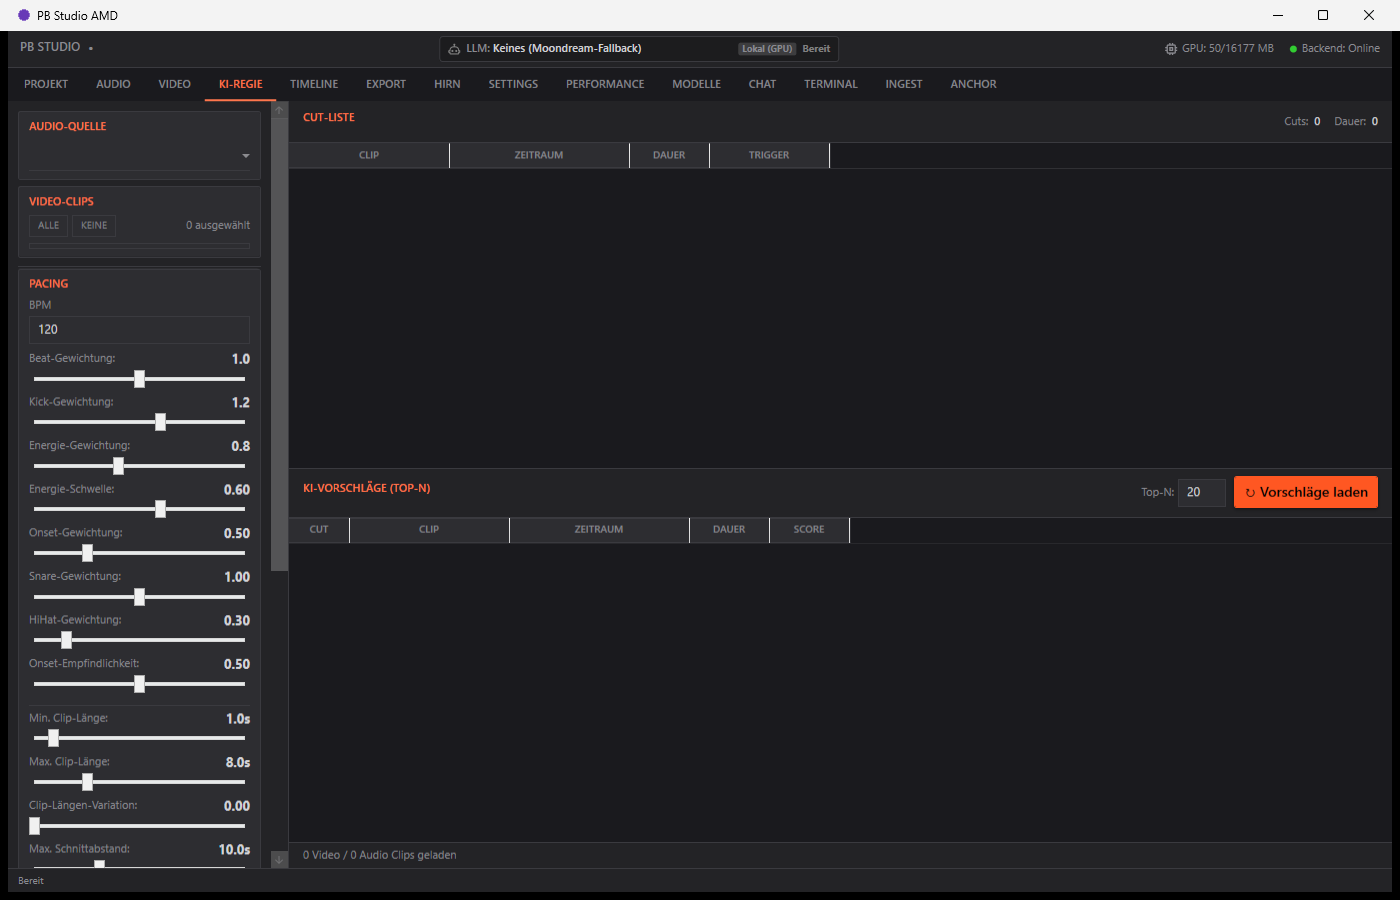 PB Studio AMD
PB STUDIO
LLM: Keines (Moondream-Fallback) Lokal (GPU) Bereit
GPU: 50/16177 MB Backend: Online
PROJEKT AUDIO VIDEO KI-REGIE TIMELINE EXPORT HIRN SETTINGS PERFORMANCE MODELLE CHAT TERMINAL INGEST ANCHOR
AUDIO-QUELLE
VIDEO-CLIPS
ALLE KEINE 0 ausgewählt
PACING
BPM
120
Beat-Gewichtung: 1.0
Kick-Gewichtung: 1.2
Energie-Gewichtung: 0.8
Energie-Schwelle: 0.60
Onset-Gewichtung: 0.50
Snare-Gewichtung: 1.00
HiHat-Gewichtung: 0.30
Onset-Empfindlichkeit: 0.50
Min. Clip-Länge: 1.0s
Max. Clip-Länge: 8.0s
Clip-Längen-Variation: 0.00
Max. Schnittabstand: 10.0s
CUT-LISTE
Cuts: 0 Dauer: 0
CLIP ZEITRAUM DAUER TRIGGER
KI-VORSCHLÄGE (TOP-N)
Top-N: 20 ↻ Vorschläge laden
CUT CLIP ZEITRAUM DAUER SCORE
0 Video / 0 Audio Clips geladen
Bereit